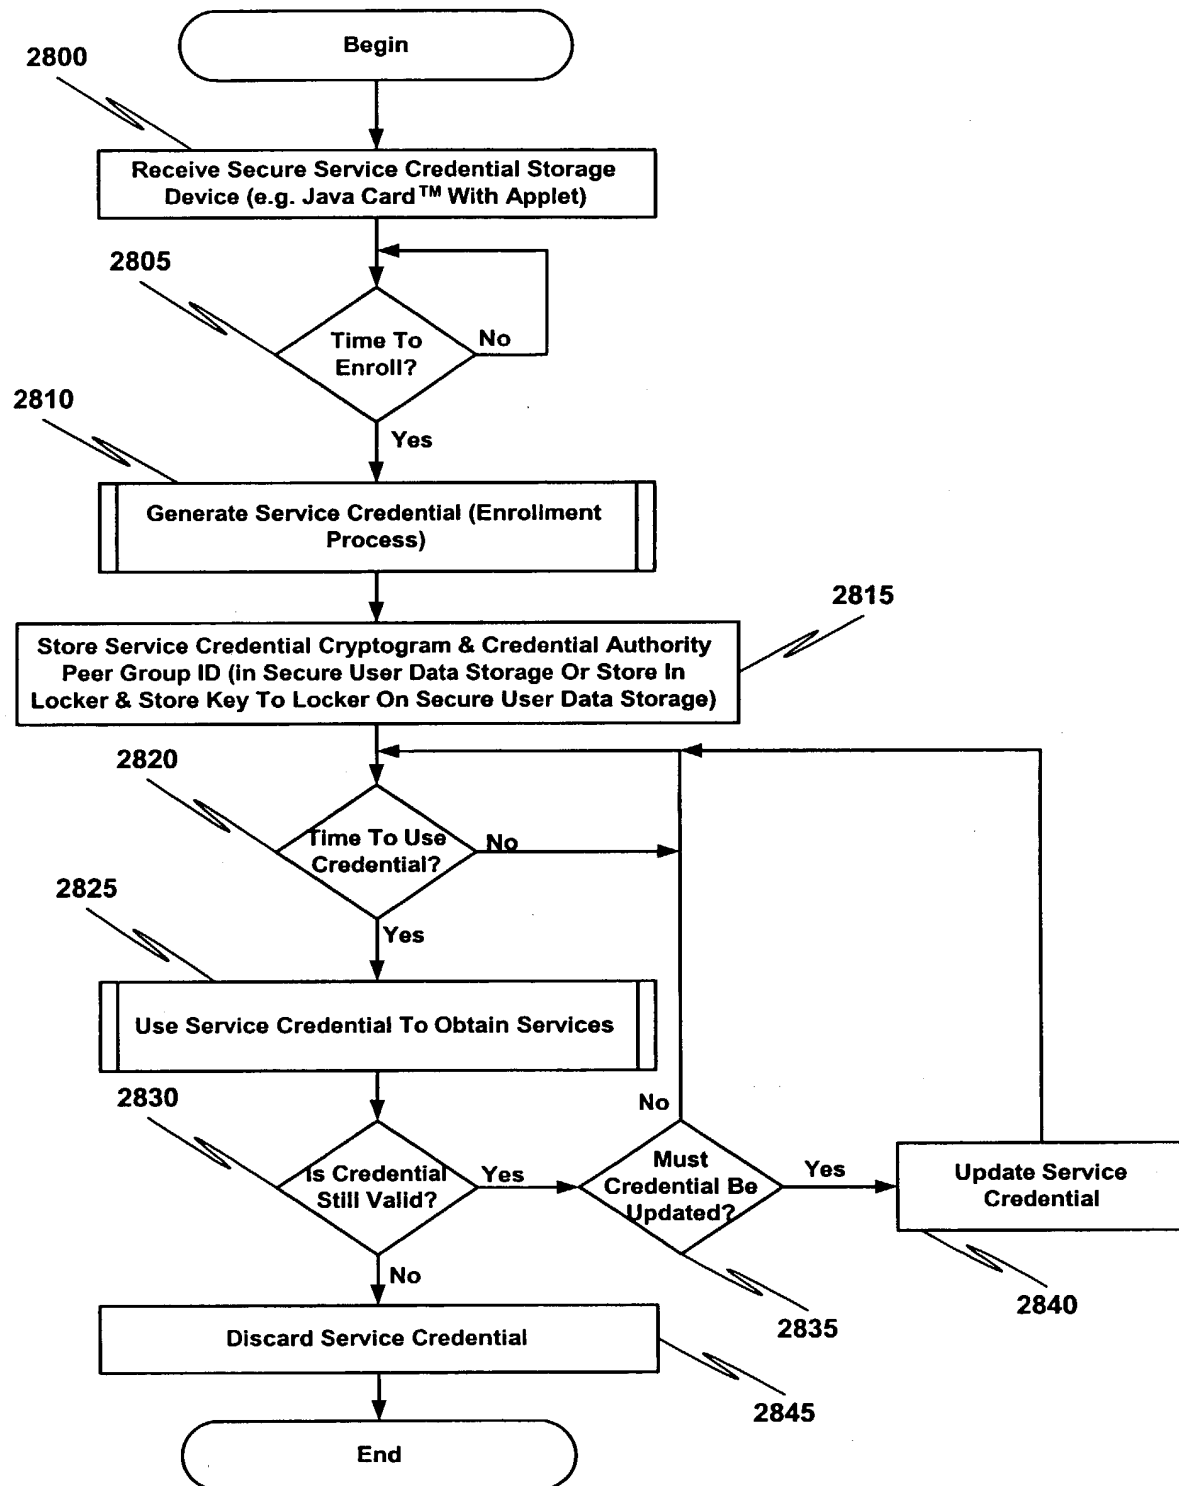 Begin
2800
Receive Secure Service Credential Storage
Device (e.g. Java Card™ With Applet)
2805
Time To
Enroll?
No
2810
Yes
Generate Service Credential (Enrollment
Process)
2815
Store Service Credential Cryptogram & Credential Authority
Peer Group ID (in Secure User Data Storage Or Store In
Locker & Store Key To Locker On Secure User Data Storage)
2820
Time To Use
Credential?
No
2825
Yes
Use Service Credential To Obtain Services
2830
No
Is Credential
Still Valid?
Yes
Must
Credential Be
Updated?
Yes
Update Service
Credential
No
2840
2835
Discard Service Credential
2845
End